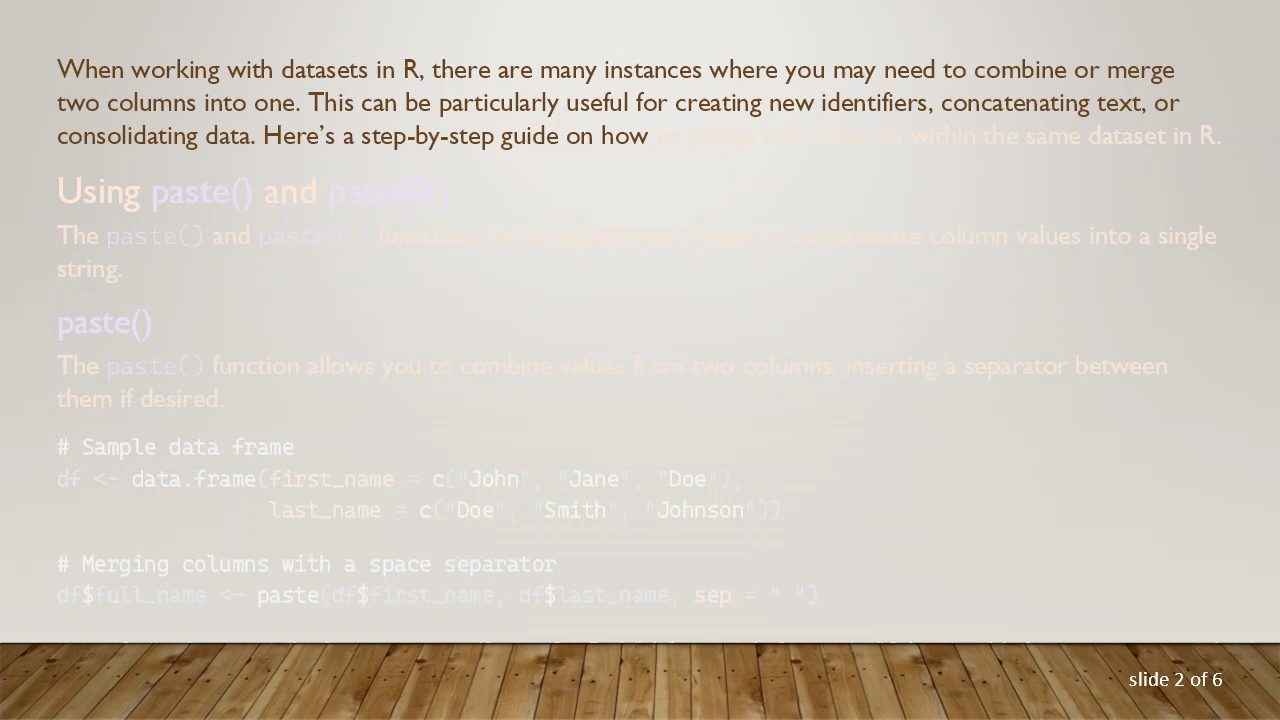 When working with datasets in R, there are many instances where you may need to combine or merge
two columns into one. This can be particularly useful for creating new identifiers, concatenating text, or
consolidating data. Here's a step-by-step guide on how to merge two columns within the same dataset in R.
Using paste() and paste0()
The paste() and paste0() functions are concatenate column values into a single
string.
paste()
The paste() function allows you to combine values from two columns, inserting a separator between
them if desired.
# Sample data frame
df <- data.frame(first_name = c("John", "Jane", "Doe"),
last_name = c("Doe", "Smith", "Johnson"))
# Merging columns with a space separator
df$full_name <- paste(df$first_name, df$last_name, sep = " ")
slide 2 of 6